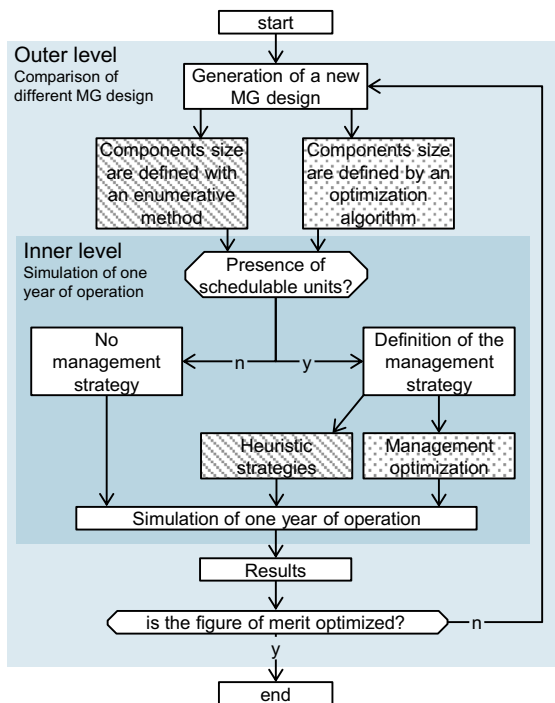 start
Outer level
Comparison of
different MG design
Generation of a new
MG design
Components size
are defined with
an enumerative
method
Components size
are defined by an
optimization
algorithm
Inner level
Simulation of one
year of operation
Presence of
schedulable units?
No
management
strategy
n
y
Definition of the
management
strategy
Heuristic
strategies
Management
optimization
Simulation of one year of operation
Results
is the figure of merit optimized?
n
y
end